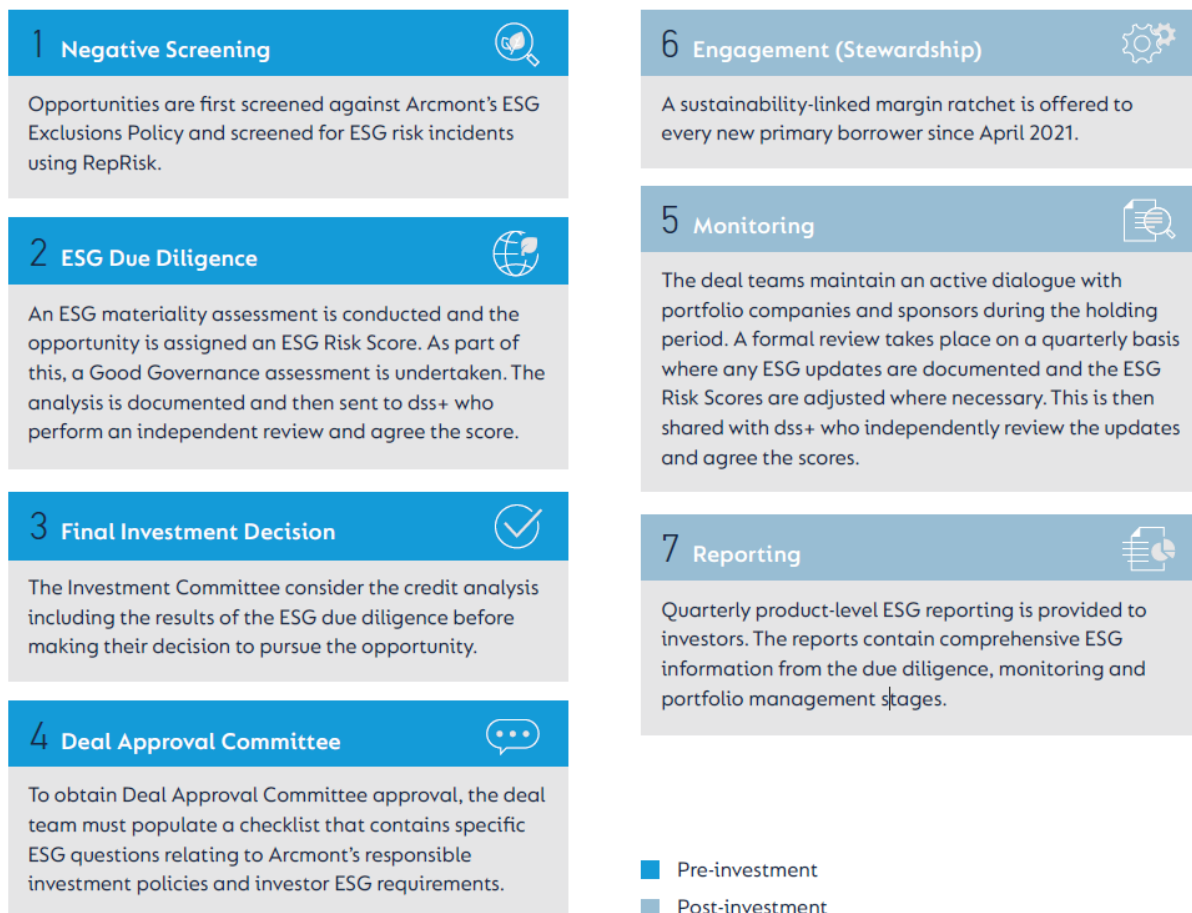 1 Negative Screening
Opportunities are first screened against Arcmont's ESG
Exclusions Policy and screened for ESG risk incidents
using RepRisk.
2 ESG Due Diligence
An ESG materiality assessment is conducted and the
opportunity is assigned an ESG Risk Score. As part of
this, a Good Governance assessment is undertaken. The
analysis is documented and then sent to dss+ who
perform an independent review and agree the score.
3 Final Investment Decision
The Investment Committee consider the credit analysis
including the results of the ESG due diligence before
making their decision to pursue the opportunity.
4 Deal Approval Committee
To obtain Deal Approval Committee approval, the deal
team must populate a checklist that contains specific
ESG questions relating to Arcmont's responsible
investment policies and investor ESG requirements.
6 Engagement (Stewardship)
A sustainability-linked margin ratchet is offered to
every new primary borrower since April 2021.
5 Monitoring
The deal teams maintain an active dialogue with
portfolio companies and sponsors during the holding
period. A formal review takes place on a quarterly basis
where any ESG updates are documented and the ESG
Risk Scores are adjusted where necessary. This is then
shared with dss+ who independently review the updates
and agree the scores.
7 Reporting
Quarterly product-level ESG reporting is provided to
investors. The reports contain comprehensive ESG
information from the due diligence, monitoring and
portfolio management stages.
Pre-investment
Post-investment